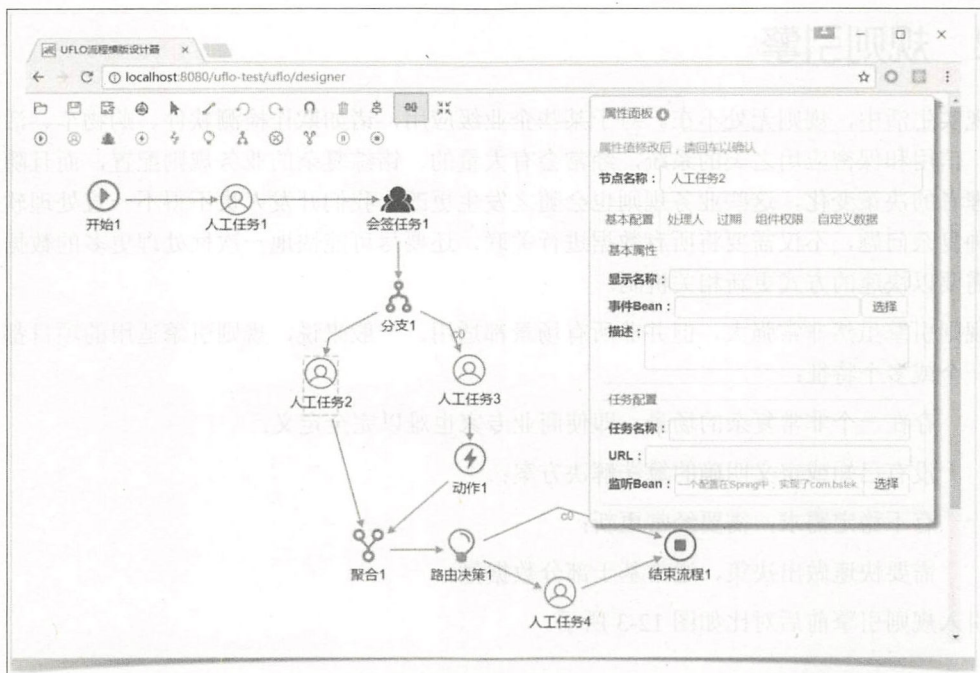 UFLO流程模版设计器
localhost:8080/uflo-test/uflo/designer
属性面板
属性值修改后，请回车以确认
节点名称： 人工任务2
基本配置 处理人 过期 组件权限 自定义数据
基本属性
显示名称：
事件Bean： 选择
描述：
任务配置
任务名称：
URL：
监听Bean： 一个配置在Spring中，实现了com.bstek. 选择
开始1
人工任务1
会签任务1
分支1
c0
人工任务2
人工任务3
动作1
c0
聚合1
路由决策1
结束流程1
人工任务4